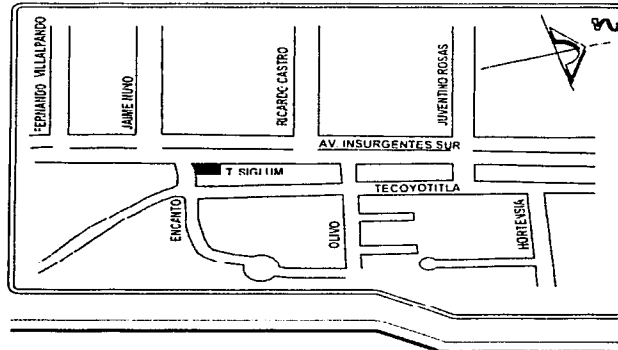 FERNANDO VILLALPANDO
JAIME NUNO
RICARDO CASTRO
JUVENTINO ROSAS
AV. INSURGENTES SUR
T. SIGLUM
TECOYOTITLA
ENCANTO
OLIVO
HORTENSIA